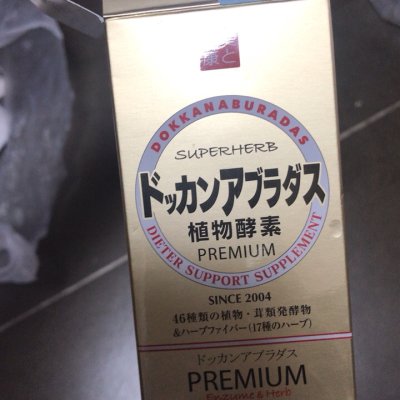 DOKKANABURADAS
SUPERHERB
ドッカンアブラダス
植物酵素
PREMIUM
DIETER SUPPORT SUPPLEMENT
SINCE 2004
46種類の植物・茸類発酵物
&ハーブファイバー(17種のハーブ)
ドッカンアブラダス
PREMIUM
Enzyme & Herb